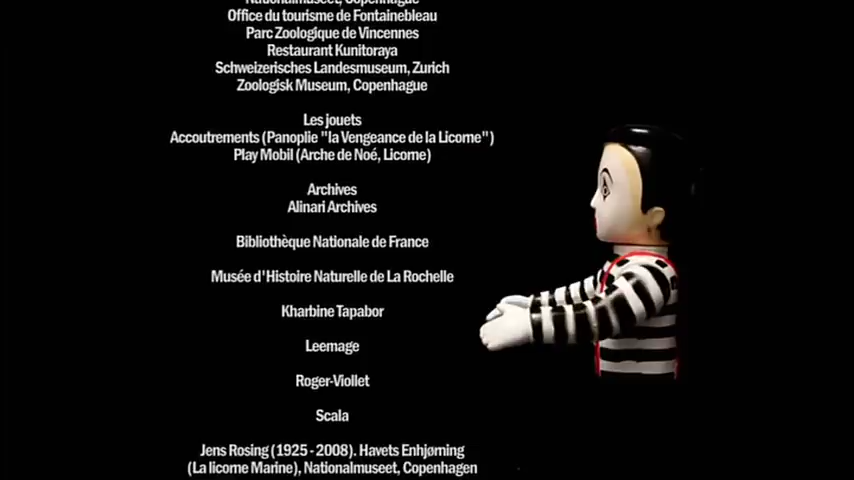 Nationalmuseet, Copenhague
Office du tourisme de Fontainebleau
Parc Zoologique de Vincennes
Restaurant Kunitoraya
Schweizerisches Landesmuseum, Zurich
Zoologisk Museum, Copenhague
Les jouets
Accoutrements (Panoplie "la Vengeance de la Licorne")
Play Mobil (Arche de Noé, Licorne)
Archives
Alinari Archives
Bibliothèque Nationale de France
Musée d'Histoire Naturelle de La Rochelle
Kharbine Tapabor
Leemage
Roger-Viollet
Scala
Jens Rosing (1925 - 2008). Havets Enhjørning
(La licorne Marine), Nationalmuseet, Copenhagen